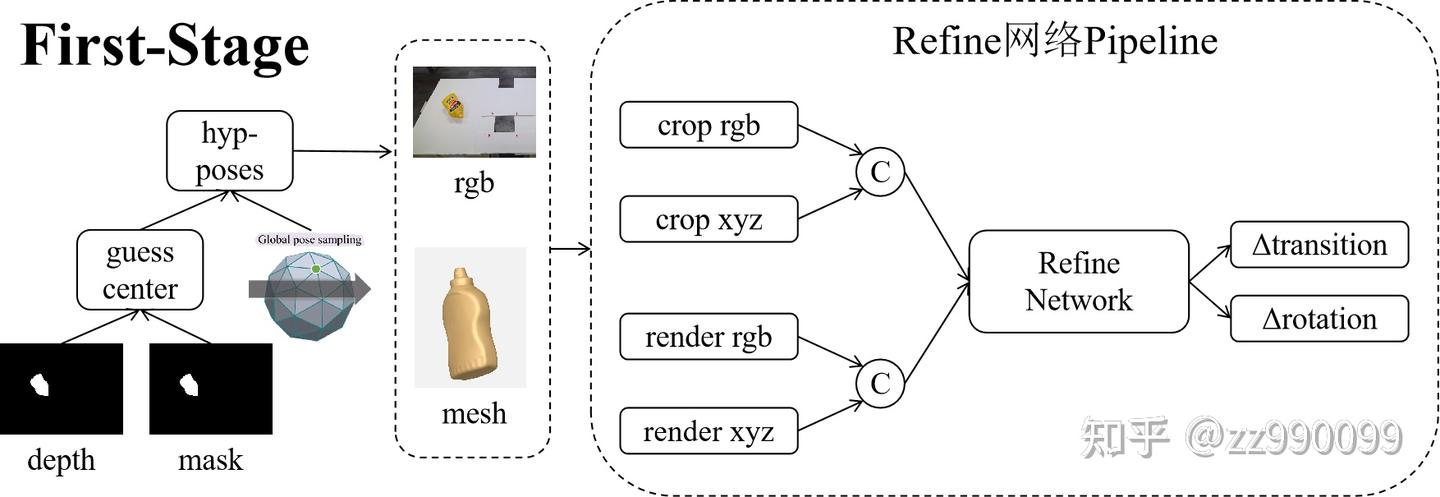 First-Stage
hyp-
poses
guess
center
Global pose sampling
depth
mask
rgb
mesh
Refine网络Pipeline
crop rgb
C
crop xyz
render rgb
C
render xyz
Refine
Network
Δtransition
Δrotation
知乎 @zz990099